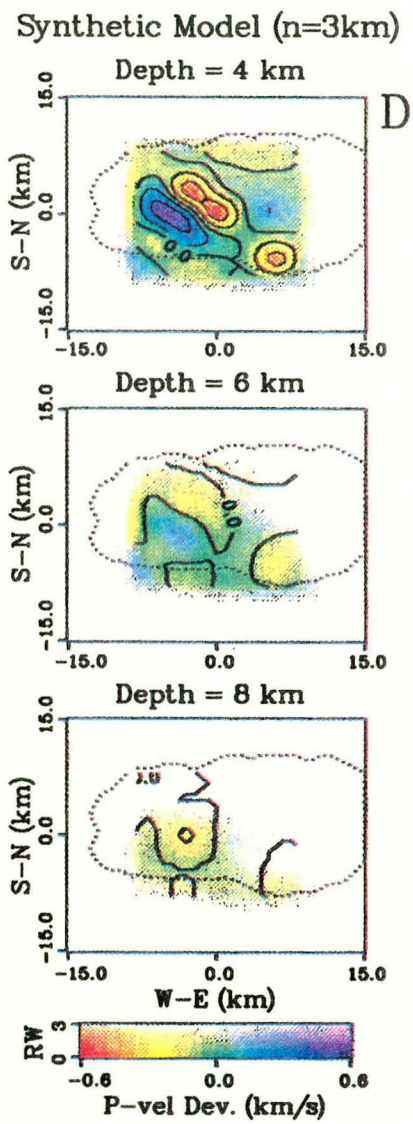 Synthetic Model (n=3km)
Depth = 4 km
D
15.0
S-N (km)
0.0
0.0
-15.0
-15.0 0.0 15.0
Depth = 6 km
15.0
S-N (km)
0.0
0.0
-15.0
-15.0 0.0 15.0
Depth = 8 km
15.0
S-N (km)
0.0
-15.0
-15.0 0.0 15.0
W-E (km)
RW
3
0
-0.6 0.0 0.6
P-vel Dev. (km/s)